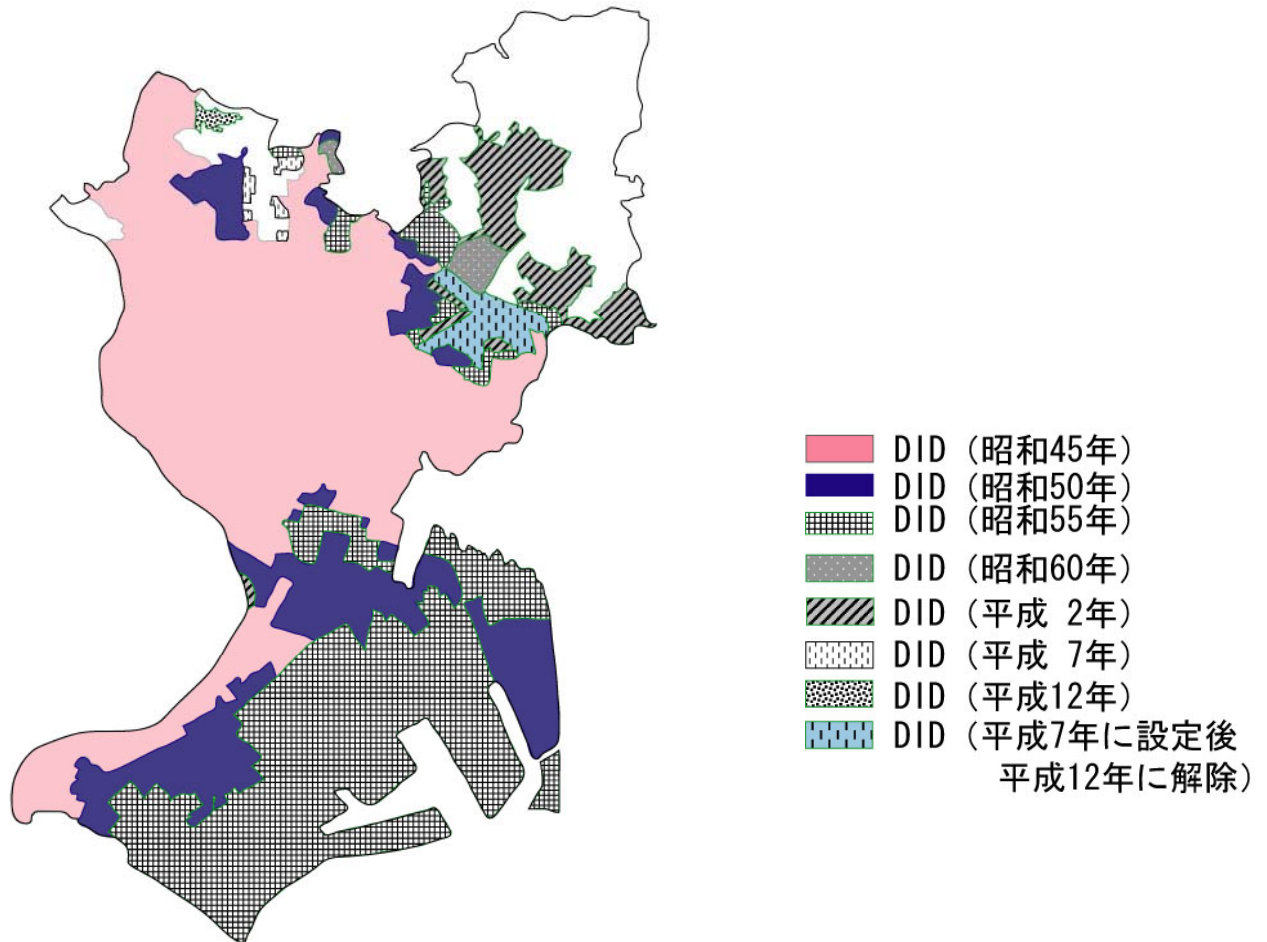 DID（昭和45年）
DID（昭和50年）
DID（昭和55年）
DID（昭和60年）
DID（平成 2年）
DID（平成 7年）
DID（平成12年）
DID（平成7年に設定後
平成12年に解除）